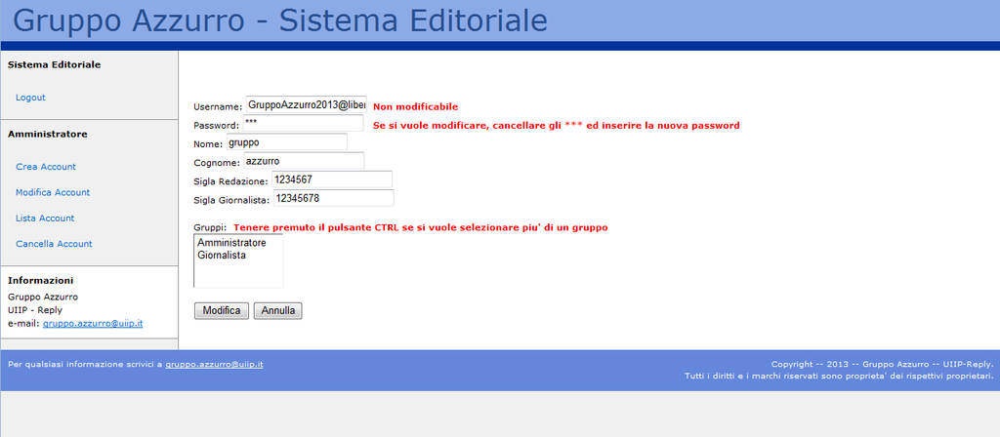 Gruppo Azzurro - Sistema Editoriale
Sistema Editoriale
Logout
Amministratore
Crea Account
Modifica Account
Lista Account
Cancella Account
Informazioni
Gruppo Azzurro
UIIP - Reply
e-mail: gruppo.azzurro@uiip.it
Username: GruppoAzzurro2013@liber Non modificabile
Password: *** Se si vuole modificare, cancellare gli *** ed inserire la nuova password
Nome: gruppo
Cognome: azzurro
Sigla Redazione: 1234567
Sigla Giornalista: 12345678
Gruppi: Tenere premuto il pulsante CTRL se si vuole selezionare piu' di un gruppo
Amministratore
Giornalista
Modifica Annulla
Per qualsiasi informazione scrivici a gruppo.azzurro@uiip.it
Copyright -- 2013 -- Gruppo Azzurro -- UIIP-Reply.
Tutti i diritti e i marchi riservati sono proprieta' dei rispettivi proprietari.